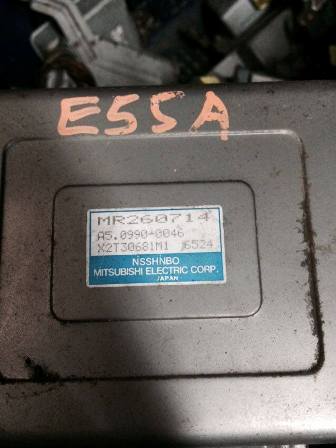 E55A
MR260714
A5.0990-0046
X2T30681M1 6524
NSSHNBO
MITSUBISHI ELECTRIC CORP.
JAPAN